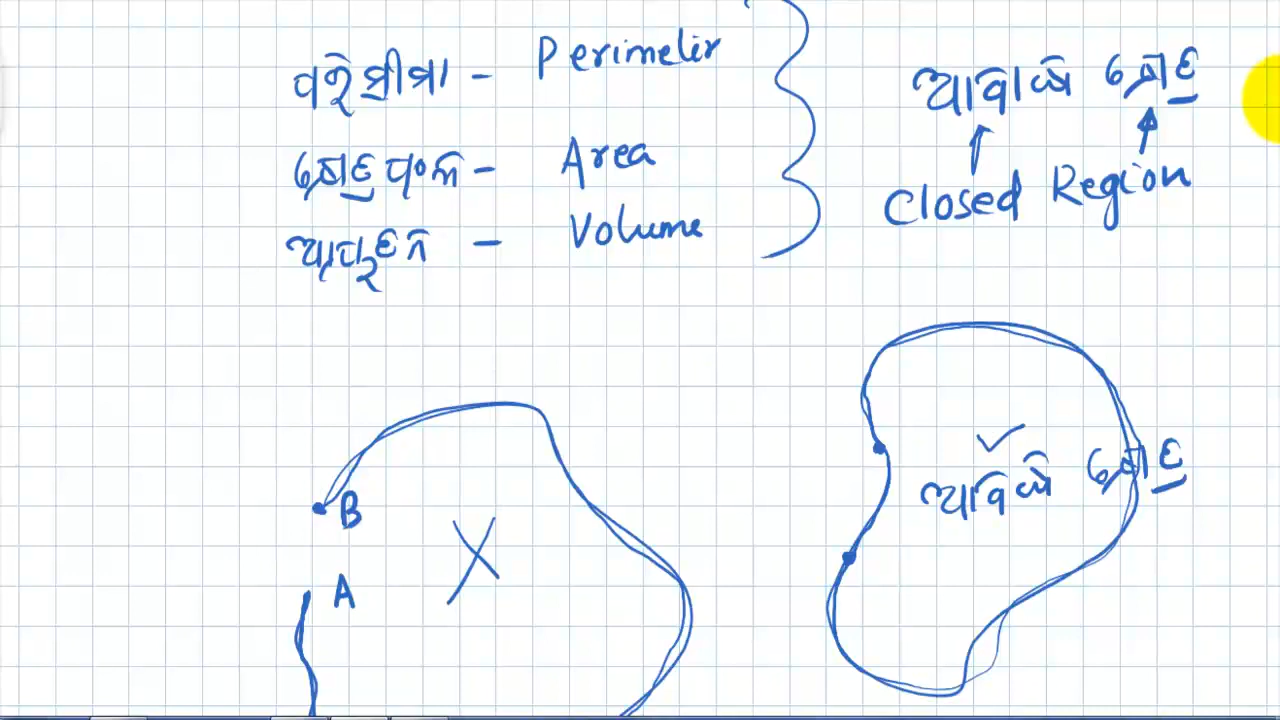 ପରିସୀମା - Perimeter
କ୍ଷେତ୍ରଫଳ - Area
ଆୟତନ - Volume
ଆବଦ୍ଧ କ୍ଷେତ୍ର
Closed Region
B
A
ଆବଦ୍ଧ କ୍ଷେତ୍ର